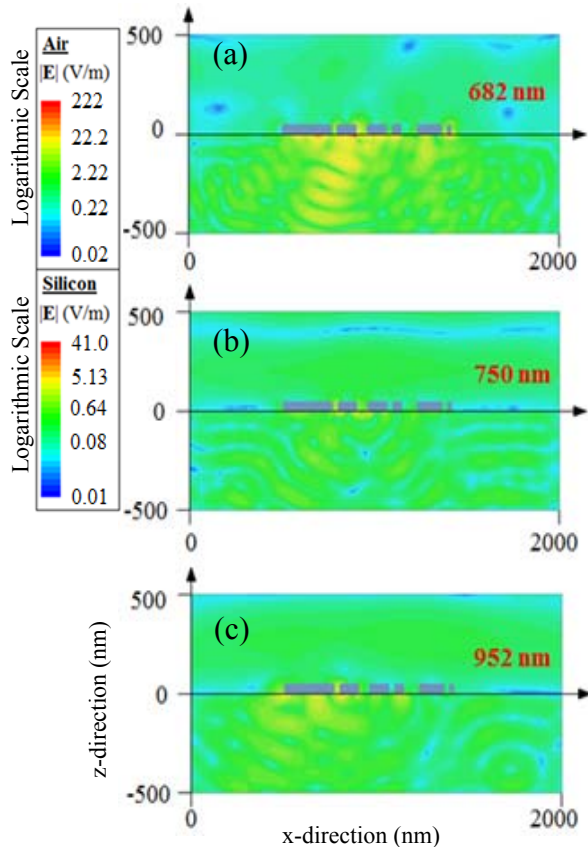 Air
|E| (V/m)
222
22.2
2.22
0.22
0.02
Logarithmic Scale
Silicon
|E| (V/m)
41.0
5.13
0.64
0.08
0.01
Logarithmic Scale
500
(a)
682 nm
0
-500
0
2000
500
(b)
750 nm
0
-500
0
2000
500
(c)
952 nm
0
-500
z-direction (nm)
0
2000
x-direction (nm)